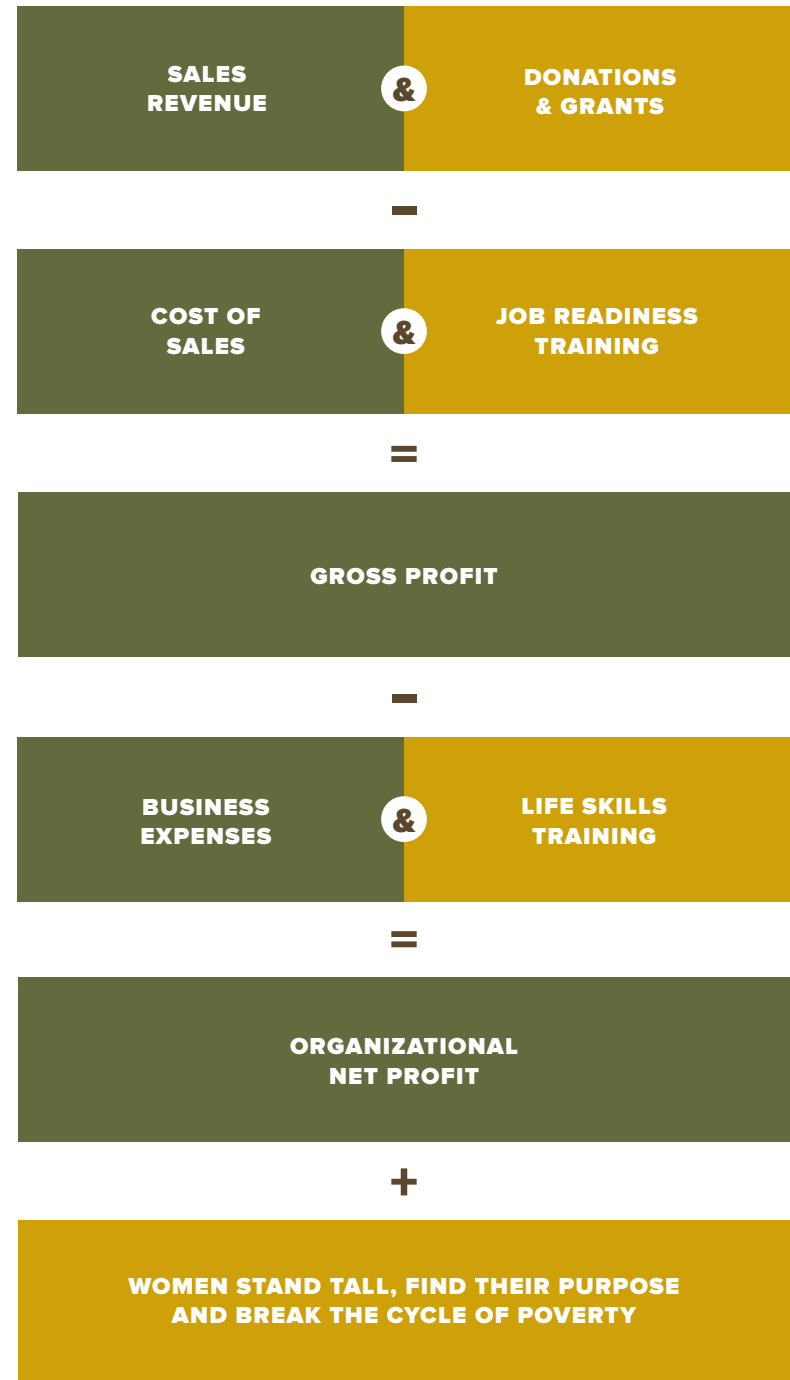 SALES
REVENUE
&
DONATIONS
& GRANTS
-
COST OF
SALES
&
JOB READINESS
TRAINING
=
GROSS PROFIT
-
BUSINESS
EXPENSES
&
LIFE SKILLS
TRAINING
=
ORGANIZATIONAL
NET PROFIT
+
WOMEN STAND TALL, FIND THEIR PURPOSE
AND BREAK THE CYCLE OF POVERTY